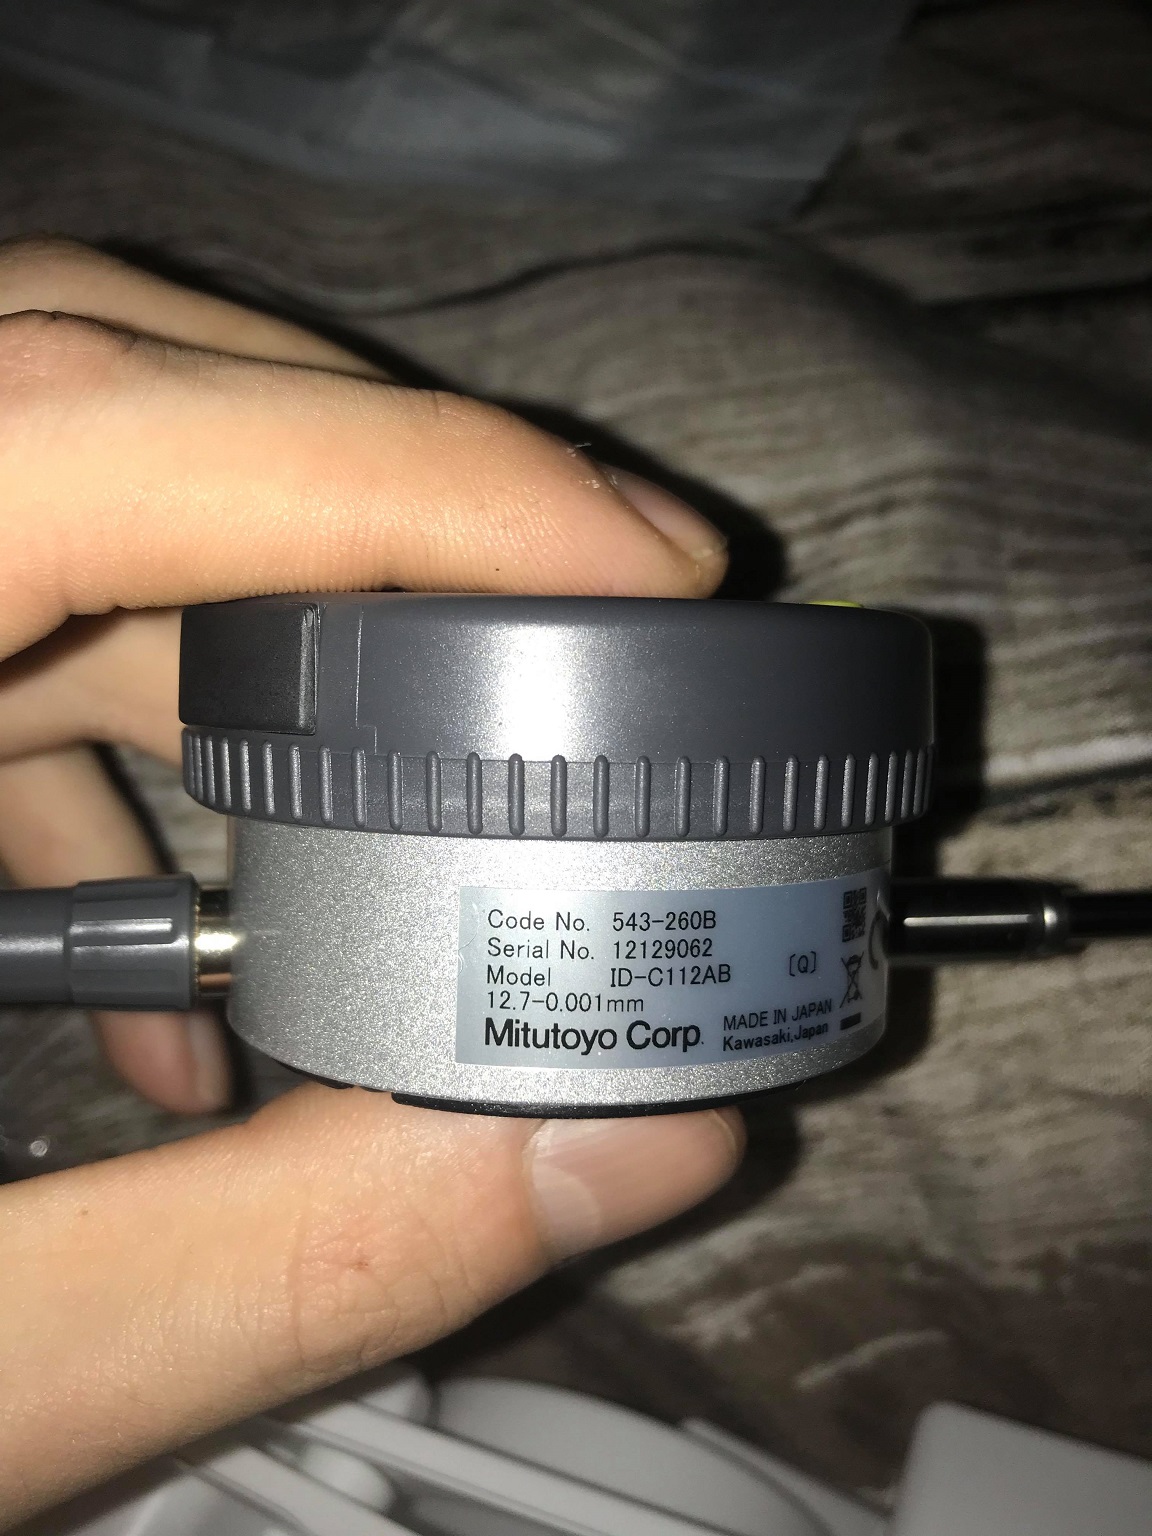 Code No. 543-260B
Serial No. 12129062
Model ID-C112AB
[Q]
12.7-0.001mm
Mitutoyo Corp.
MADE IN JAPAN
Kawasaki,Japan